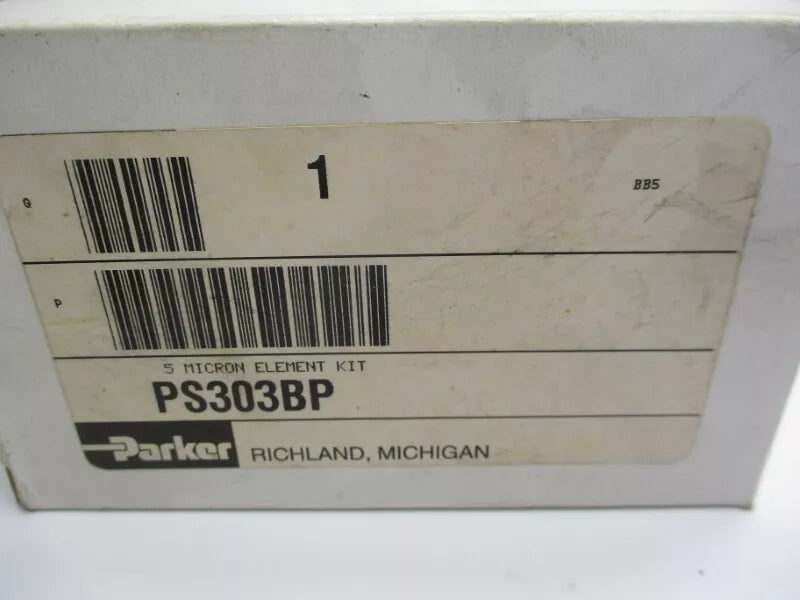 Q 1 BB5
P
5 MICRON ELEMENT KIT
PS303BP
Parker RICHLAND, MICHIGAN